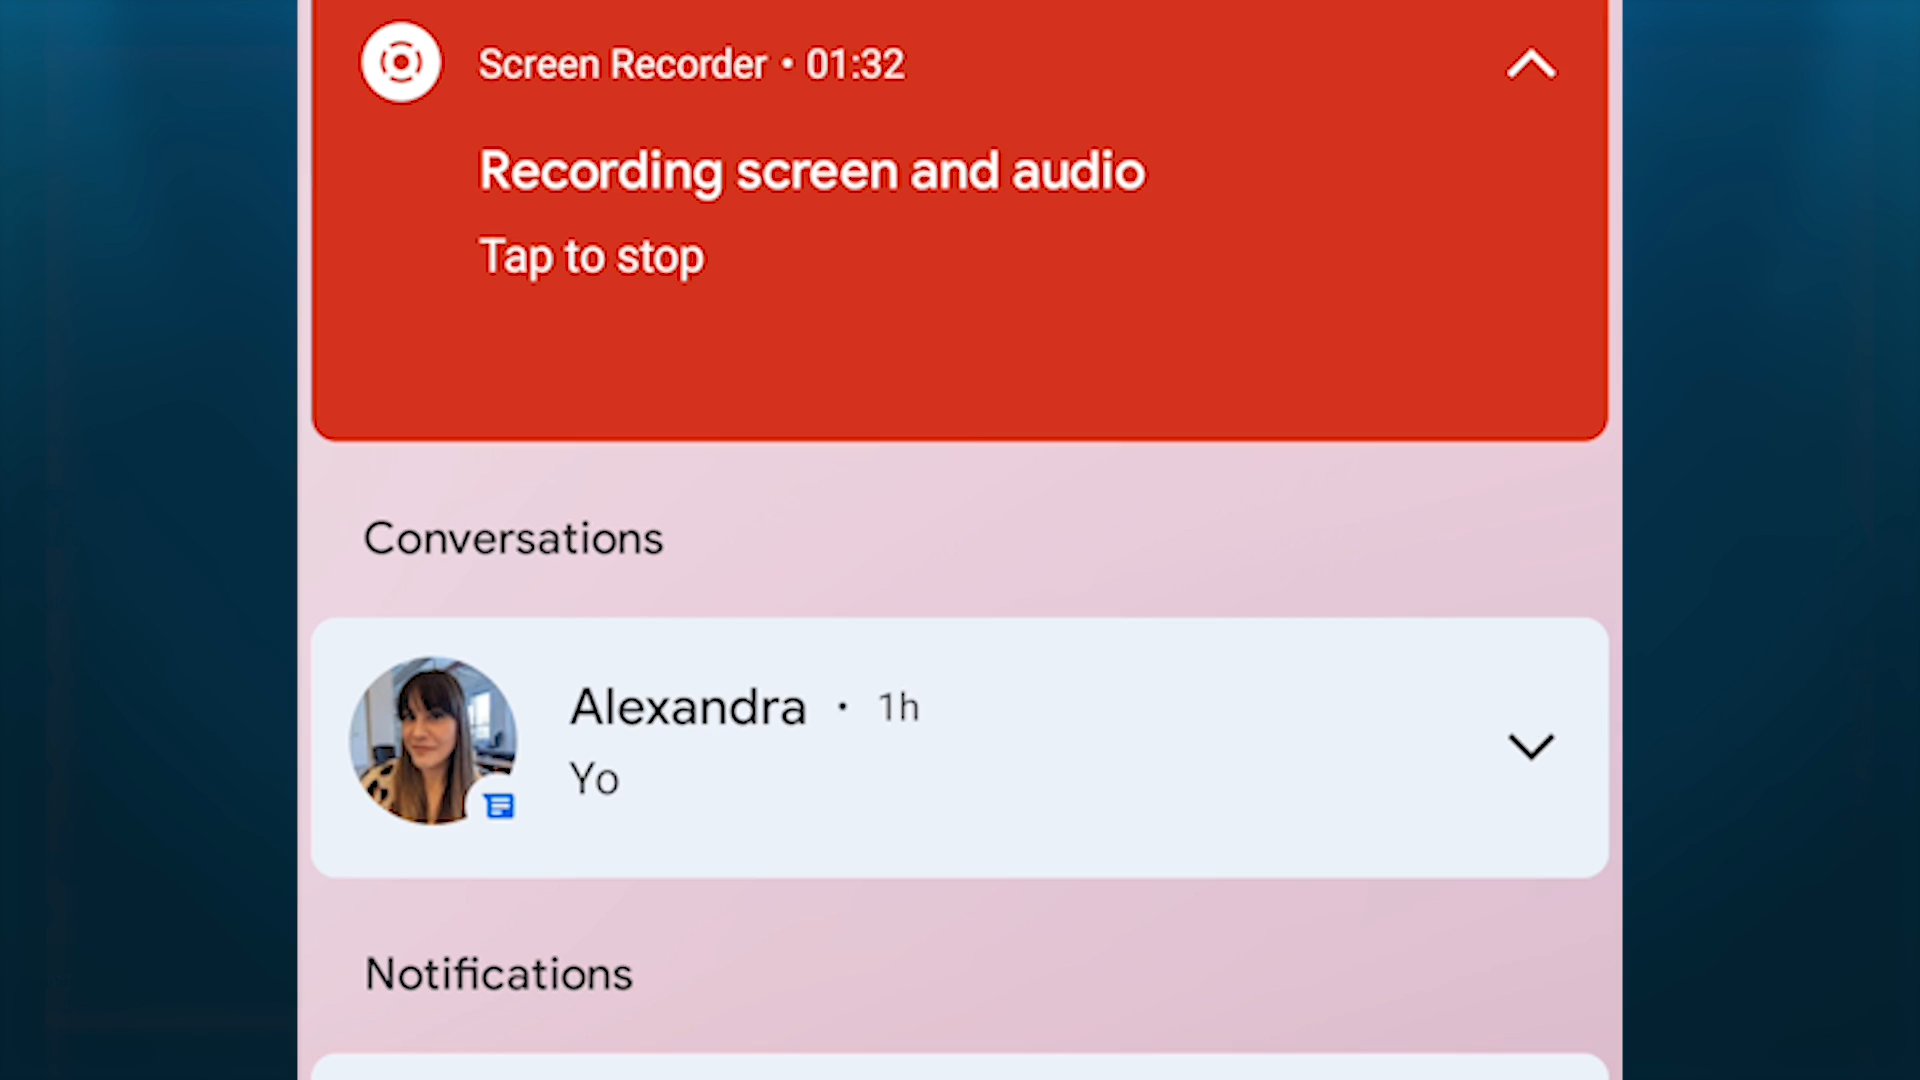 Screen Recorder • 01:32
Recording screen and audio
Tap to stop
Conversations
Alexandra • 1h
Yo
Notifications